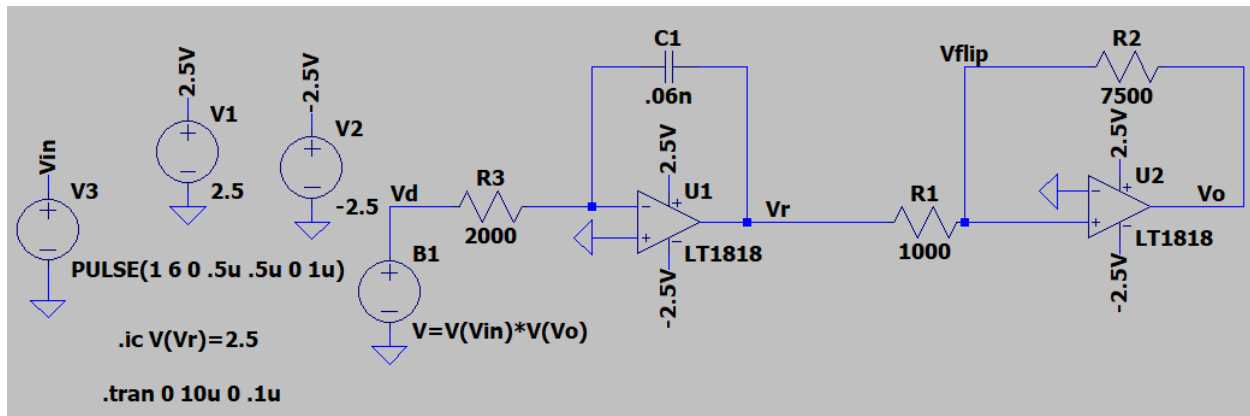 Vin
V3
PULSE(1 6 0 .5u .5u 0 1u)
2.5V
V1
2.5
-2.5V
V2
-2.5
Vd
B1
V=V(Vin)*V(Vo)
R3
2000
C1
.06n
2.5V
U1
LT1818
-2.5V
Vr
R1
1000
Vflip
R2
7500
2.5V
U2
LT1818
-2.5V
Vo
.ic V(Vr)=2.5
.tran 0 10u 0 .1u